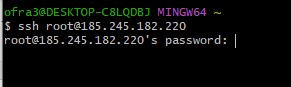 ofra3@DESKTOP-C8LQDBJ MINGW64 ~
$ ssh root@185.245.182.220
root@185.245.182.220's password: